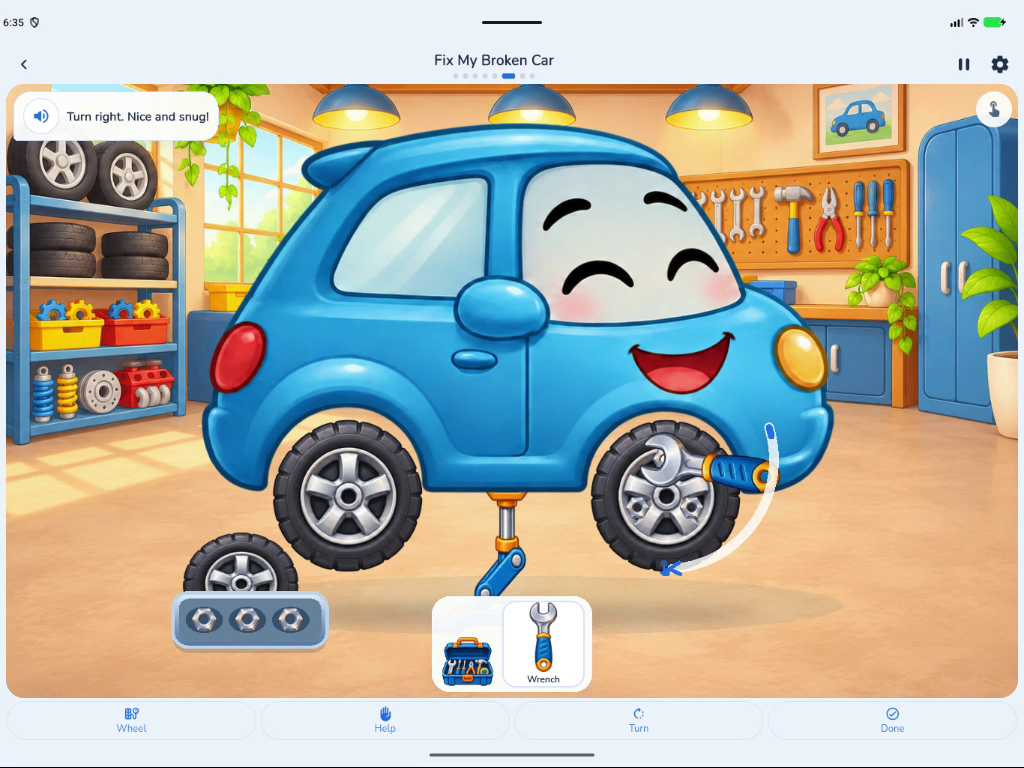 6:35
Fix My Broken Car
Turn right. Nice and snug!
Wrench
Wheel
Help
Turn
Done